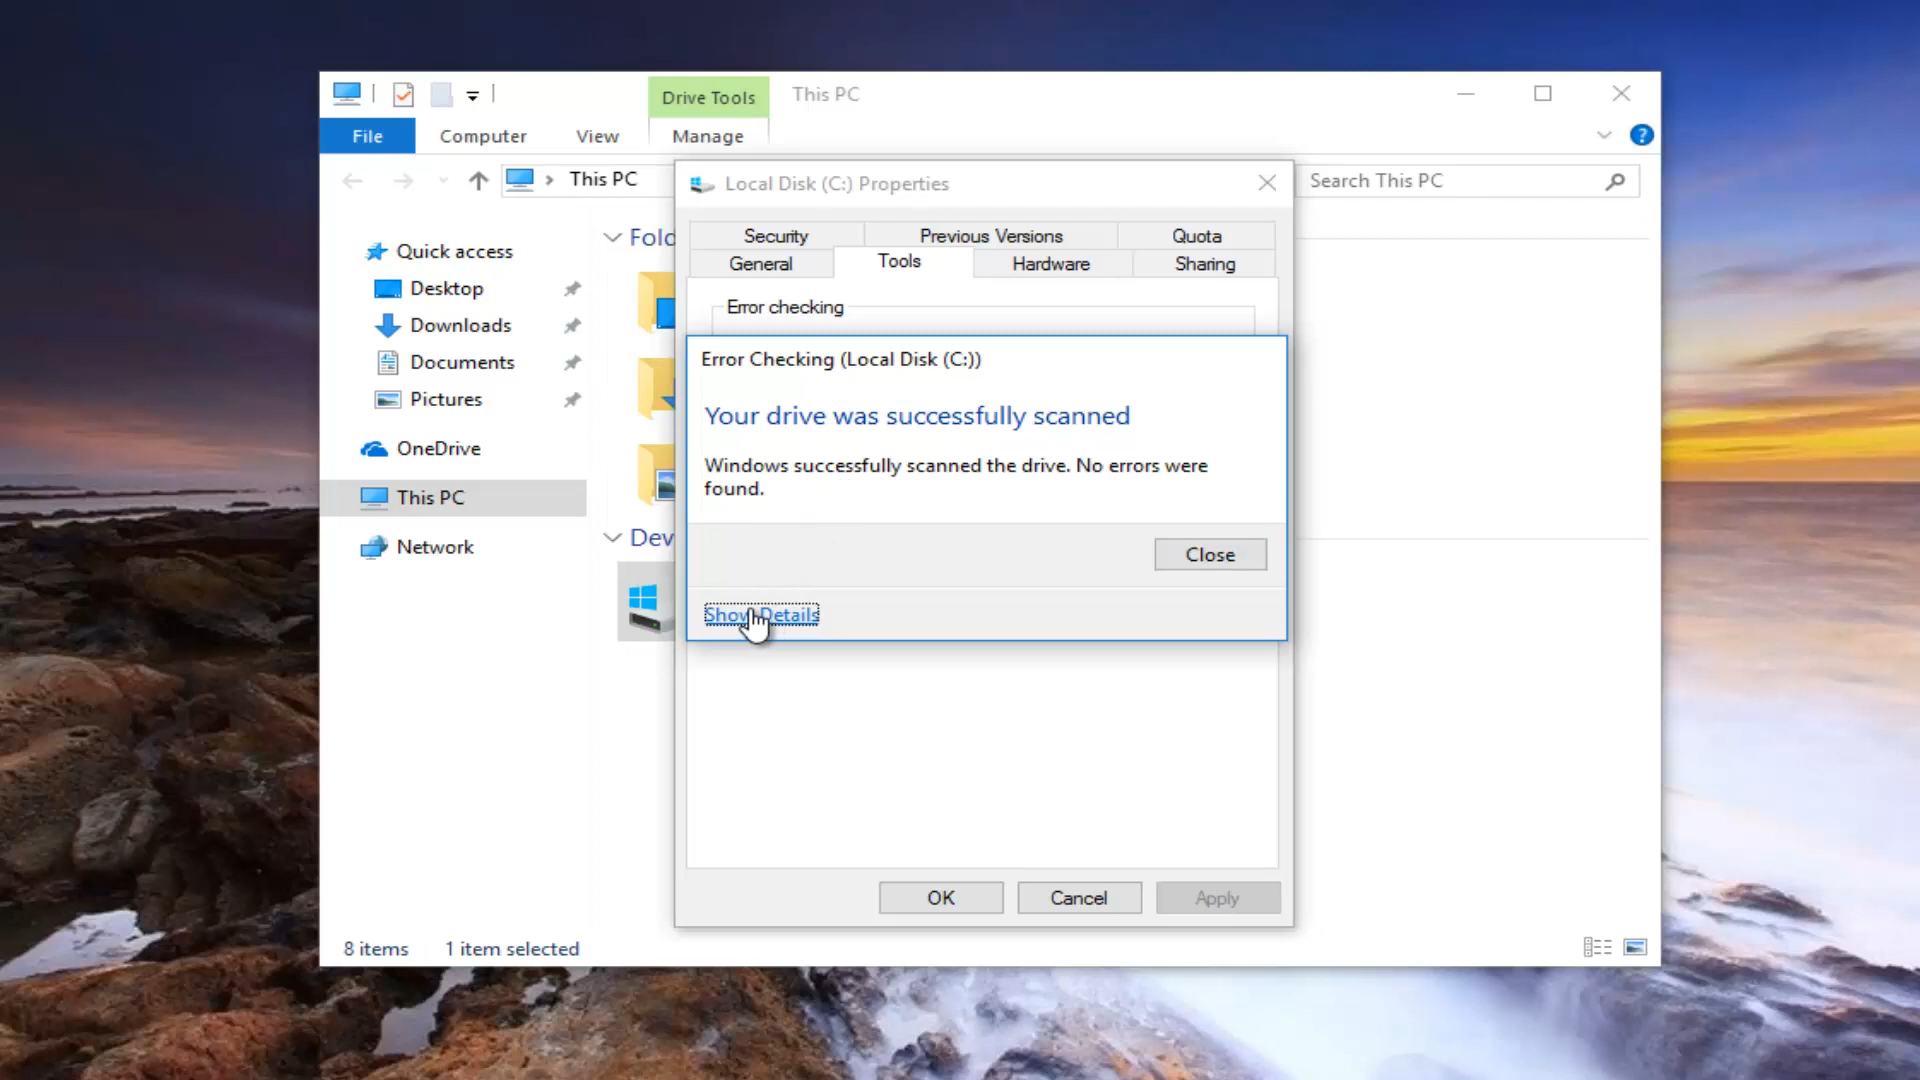 Drive Tools
This PC
File
Computer
View
Manage
This PC
Local Disk (C:) Properties
Search This PC
Security
Previous Versions
Quota
General
Tools
Hardware
Sharing
Quick access
Desktop
Downloads
Documents
Pictures
OneDrive
This PC
Network
Fold
Dev
Error checking
Error Checking (Local Disk (C:))
Your drive was successfully scanned
Windows successfully scanned the drive. No errors were
found.
Close
Show Details
OK
Cancel
Apply
8 items
1 item selected